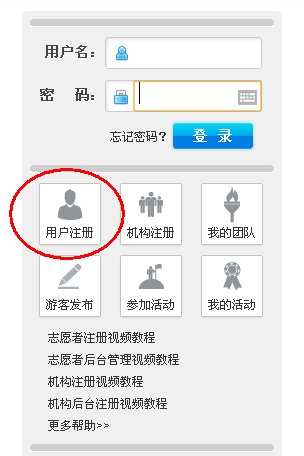 用户名：
密 码：
忘记密码？ 登 录
用户注册 机构注册 我的团队
游客发布 参加活动 我的活动
志愿者注册视频教程
志愿者后台管理视频教程
机构注册视频教程
机构后台注册视频教程
更多帮助>>